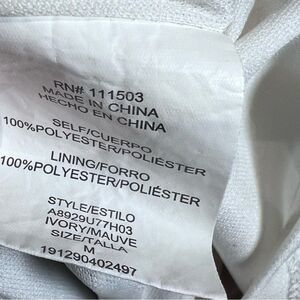 RN# 111503
MADE IN CHINA
HECHO EN CHINA
SELF/CUERPO
100%POLYESTER/POLIÉSTER
LINING/FORRO
100%POLYESTER/POLIÉSTER
STYLE/ESTILO
A8929U77H03
IVORY/MAUVE
SIZE/TALLA
M
191290402497